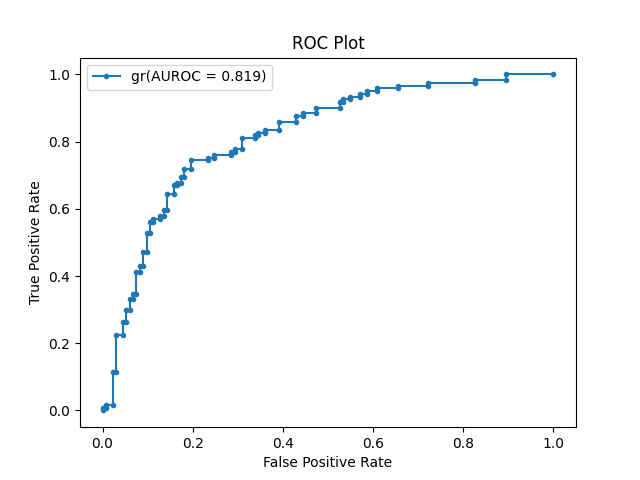 ROC Plot
gr(AUROC = 0.819)
1.0
0.8
0.6
0.4
0.2
0.0
True Positive Rate
0.0 0.2 0.4 0.6 0.8 1.0
False Positive Rate